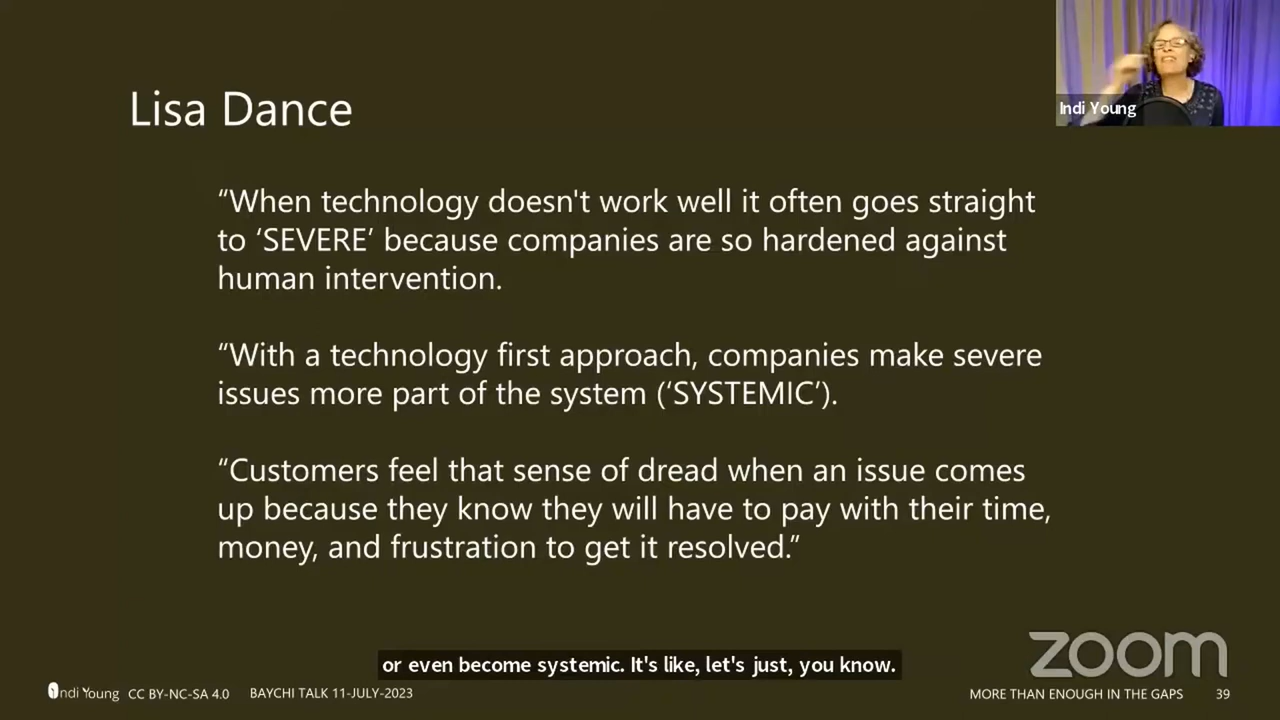 Lisa Dance
Indi Young
“When technology doesn't work well it often goes straight
to ‘SEVERE’ because companies are so hardened against
human intervention.
“With a technology first approach, companies make severe
issues more part of the system (‘SYSTEMIC’).
“Customers feel that sense of dread when an issue comes
up because they know they will have to pay with their time,
money, and frustration to get it resolved.”
zoom
or even become systemic. It's like, let's just, you know.
Indi Young CC BY-NC-SA 4.0 BAYCHI TALK 11-JULY-2023 MORE THAN ENOUGH IN THE GAPS 39